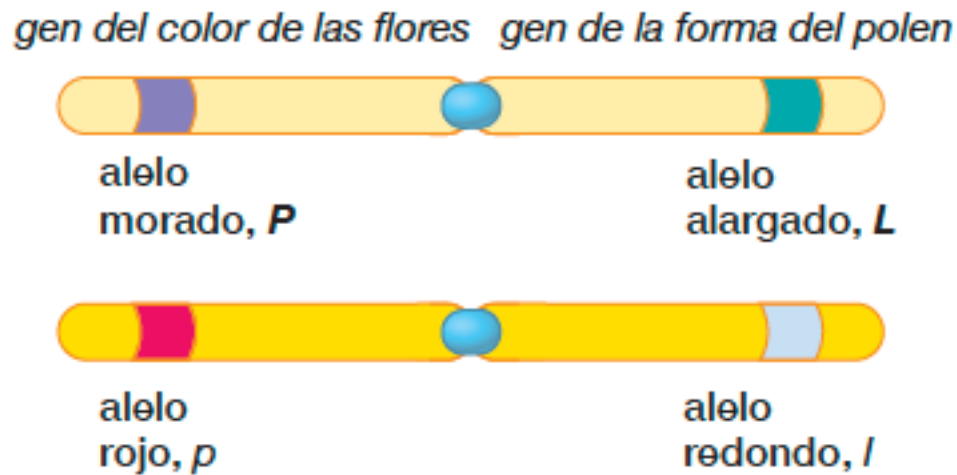 gen del color de las flores gen de la forma del polen
alelo
morado, P
alelo
alargado, L
alelo
rojo, p
alelo
redondo, l